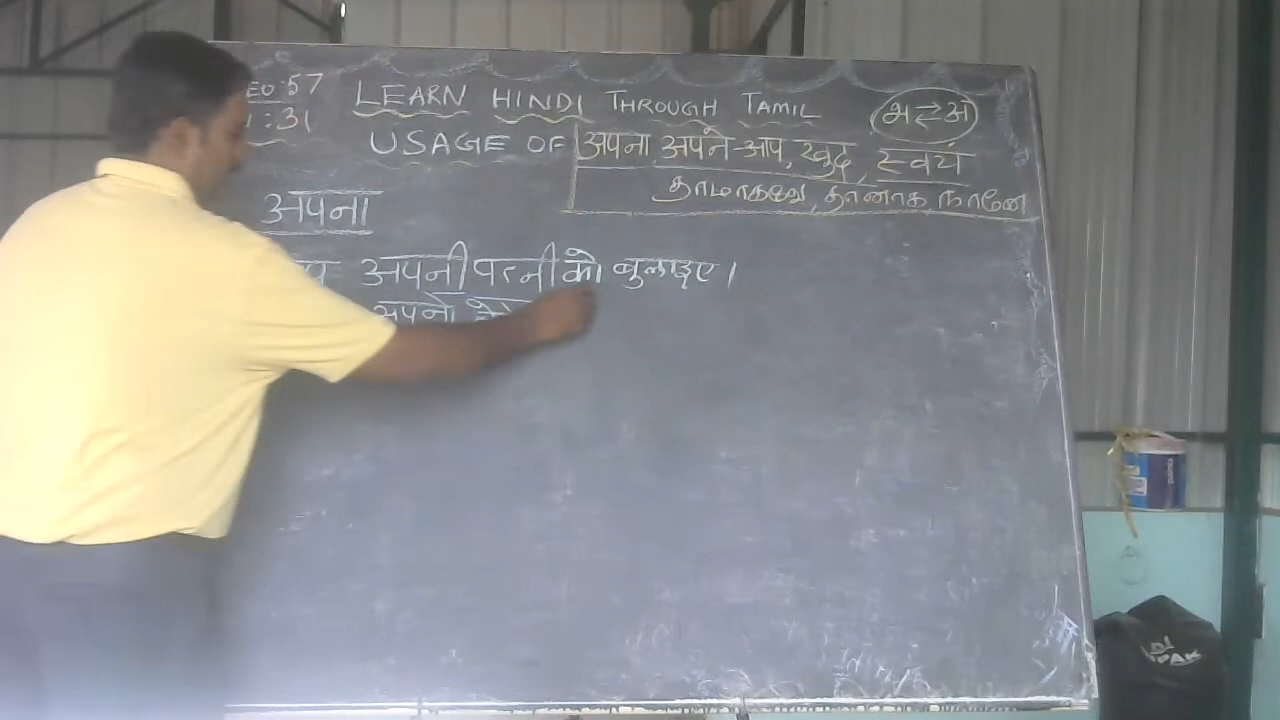 EO:57 LEARN HINDI THROUGH TAMIL अ ⇄ अ
:31 USAGE OF अपना, अपने-आप, खुद, स्वयं
தாமாகவே, தானாக நானே
अपना
अपनी पत्नी को बुलाइए।
अपने